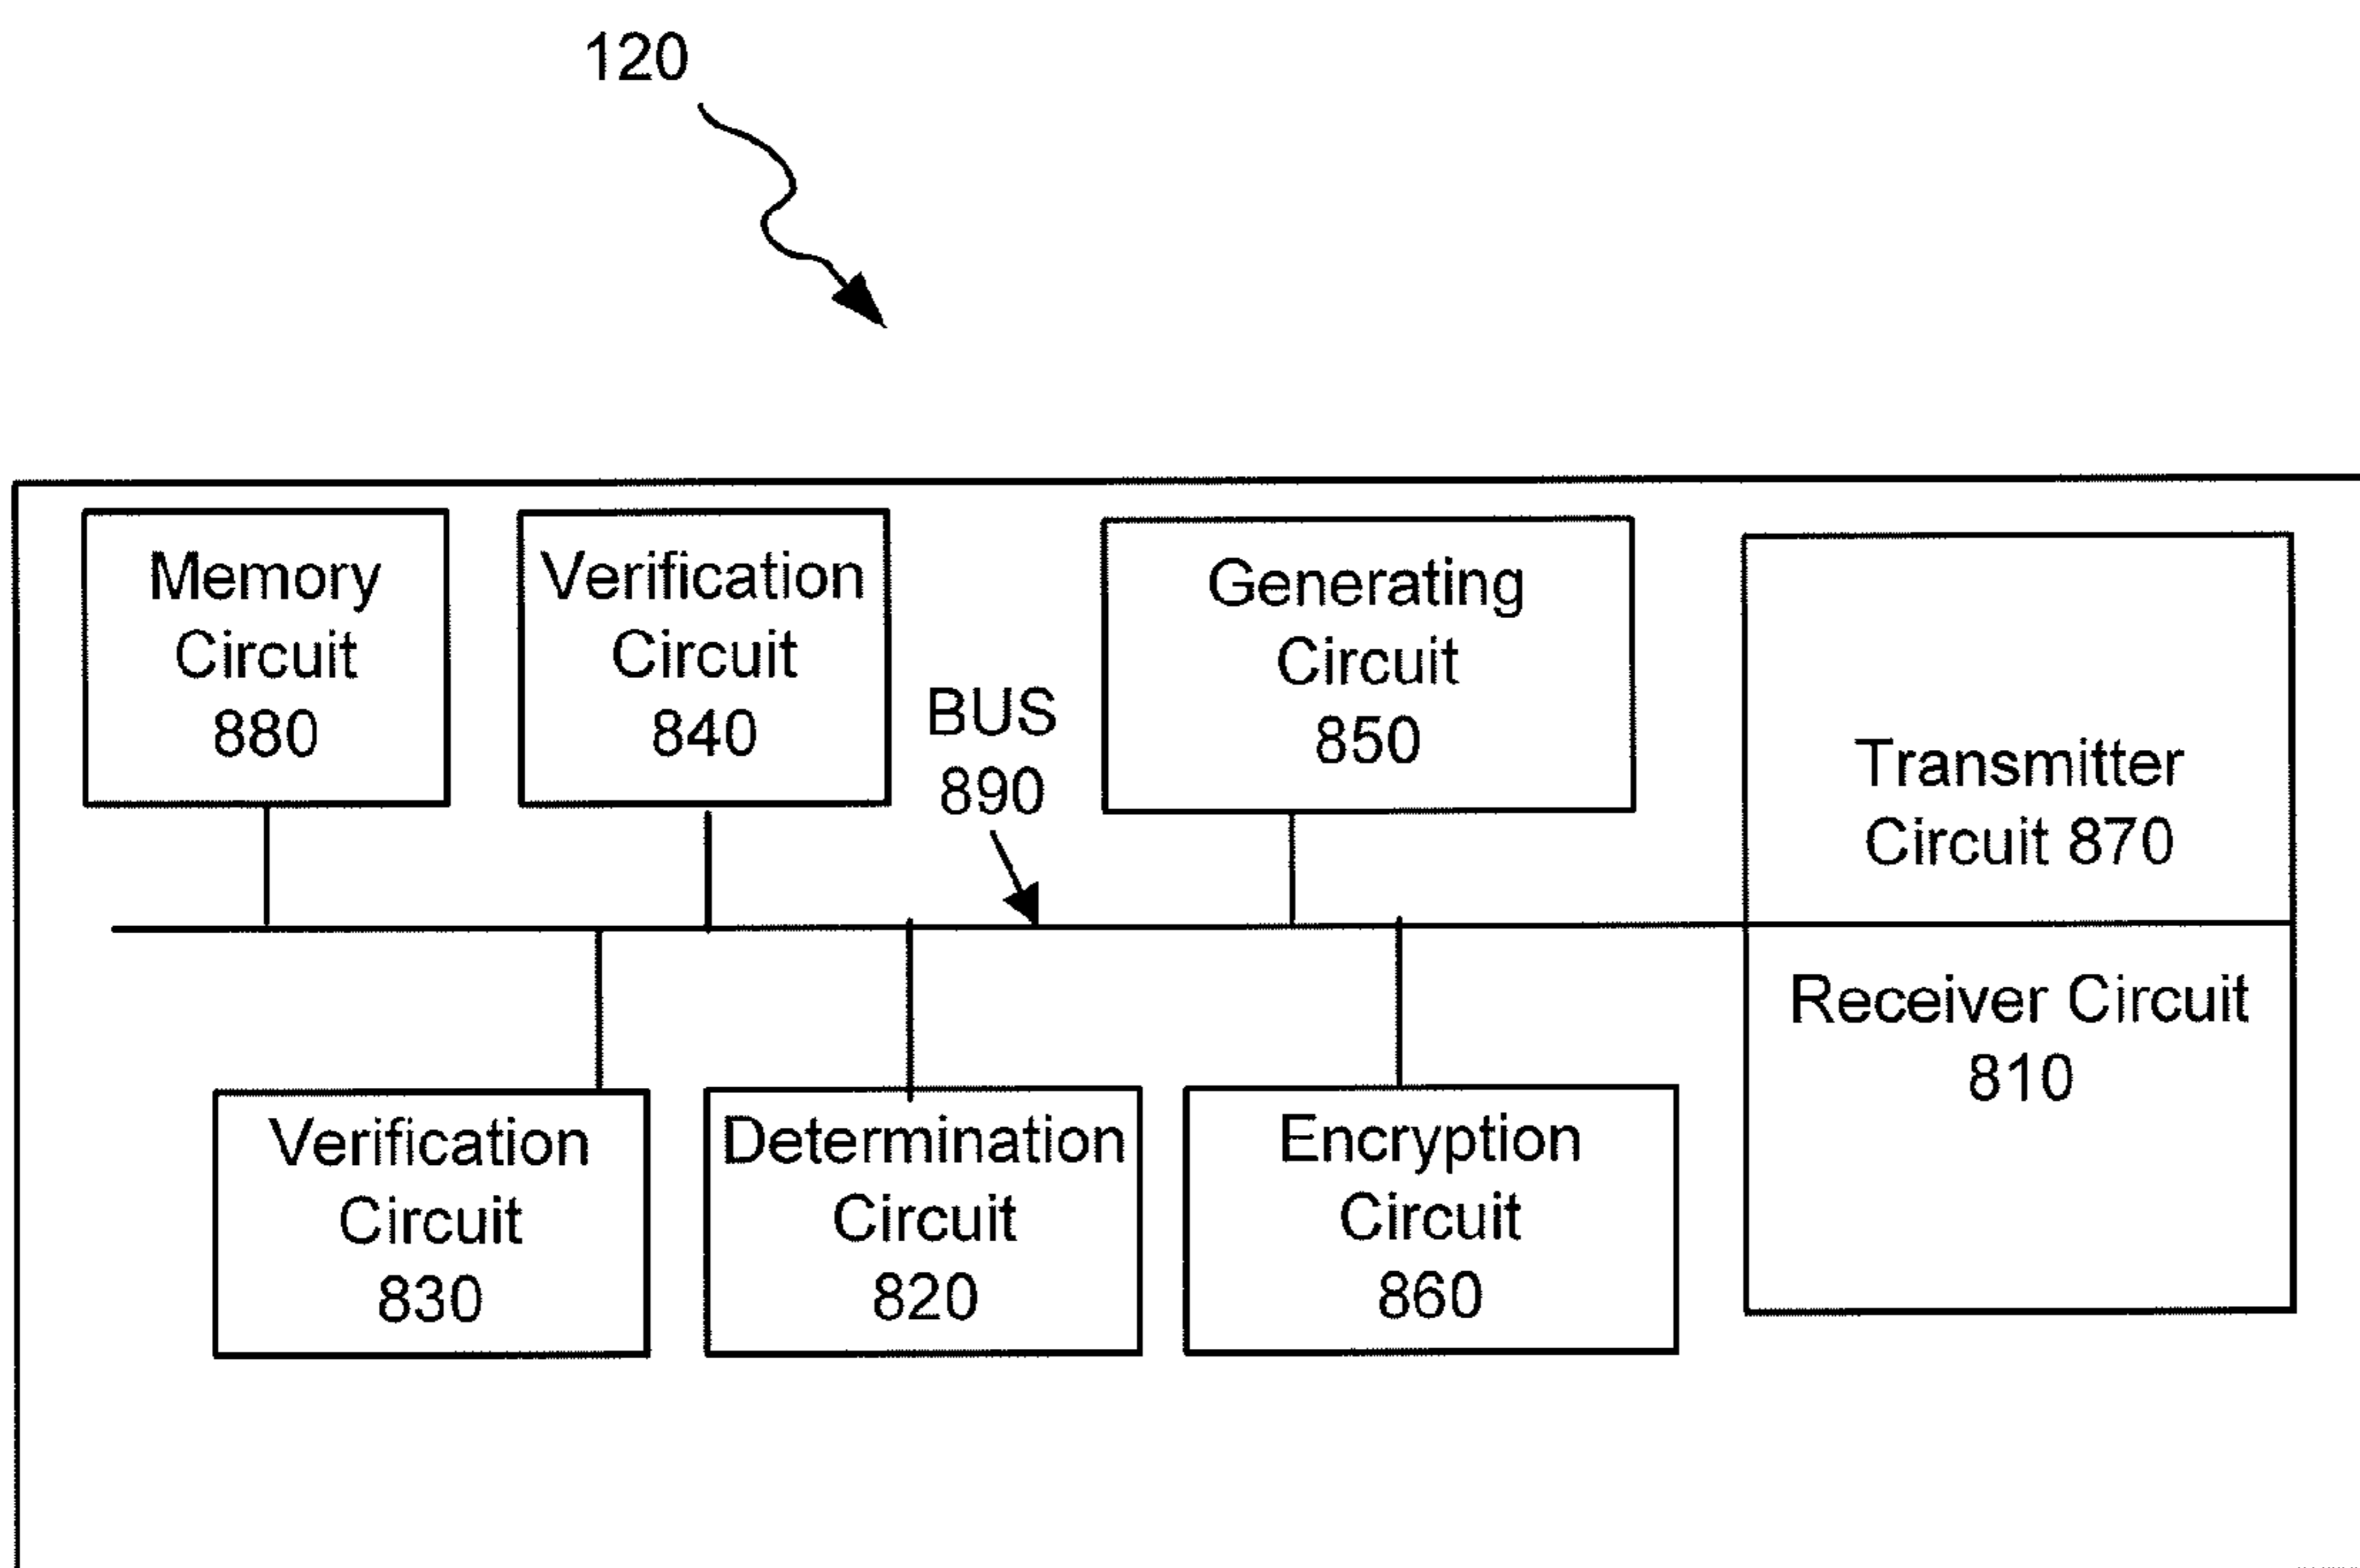 120
Memory
Circuit
880
Verification
Circuit
840
BUS
890
Generating
Circuit
850
Transmitter
Circuit 870
Receiver Circuit
810
Verification
Circuit
830
Determination
Circuit
820
Encryption
Circuit
860